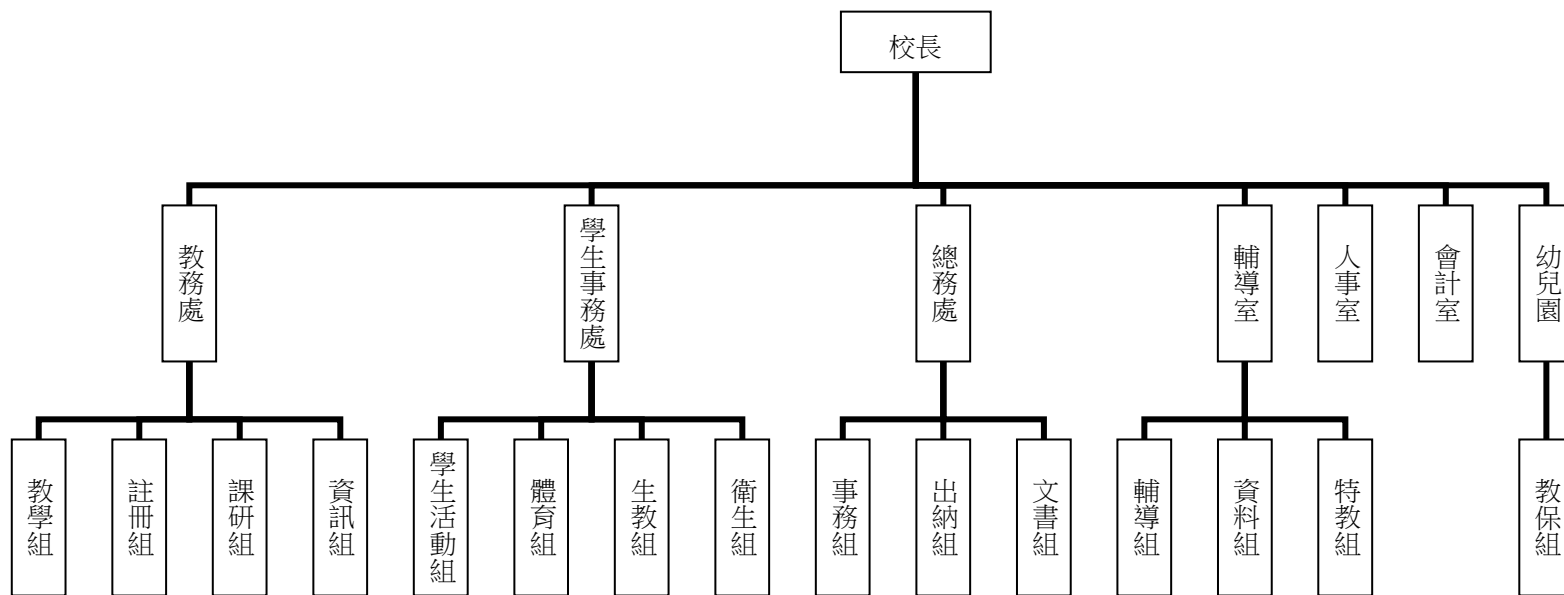 校長
教務處
學生事務處
總務處
輔導室
人事室
會計室
幼兒園
教學組
註冊組
課研組
資訊組
學生活動組
體育組
生教組
衛生組
事務組
出納組
文書組
輔導組
資料組
特教組
教保組